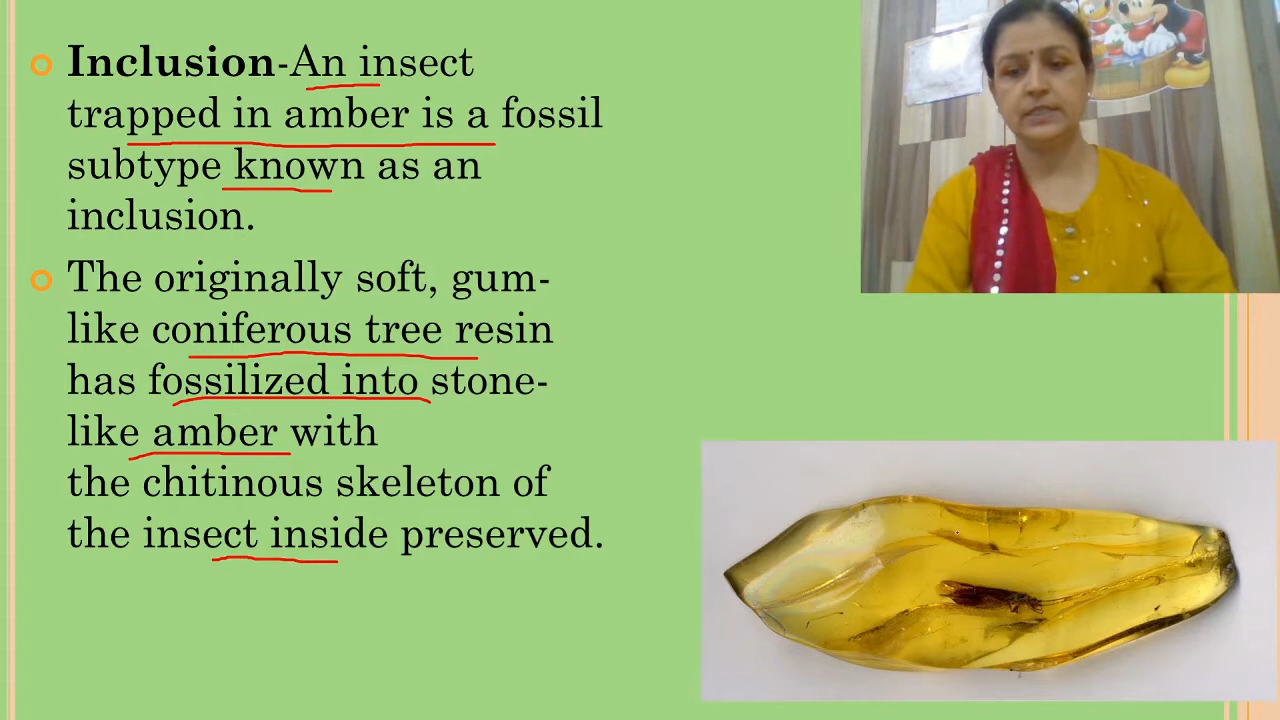 Inclusion-An insect
trapped in amber is a fossil
subtype known as an
inclusion.
The originally soft, gum-
like coniferous tree resin
has fossilized into stone-
like amber with
the chitinous skeleton of
the insect inside preserved.